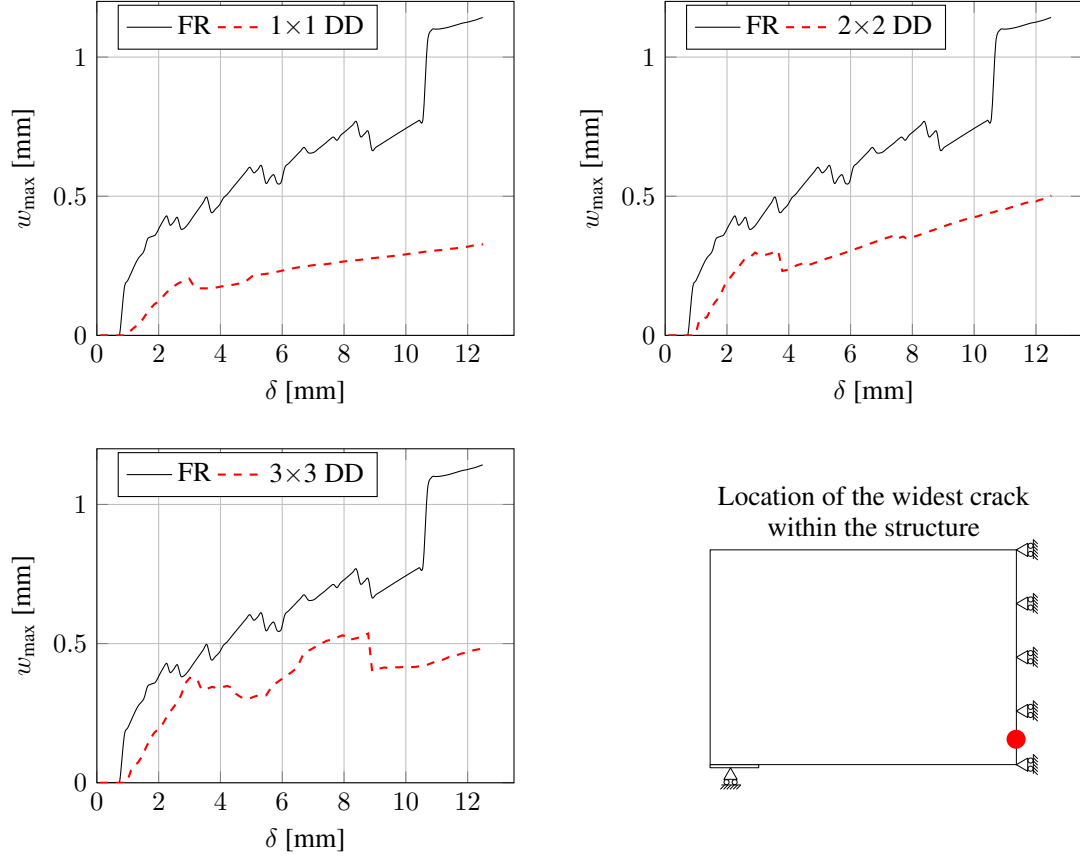 FR 1×1 DD
1
0.5
0
w_max [mm]
0 2 4 6 8 10 12
δ [mm]
FR 2×2 DD
1
0.5
0
w_max [mm]
0 2 4 6 8 10 12
δ [mm]
FR 3×3 DD
1
0.5
0
w_max [mm]
0 2 4 6 8 10 12
δ [mm]
Location of the widest crack
within the structure